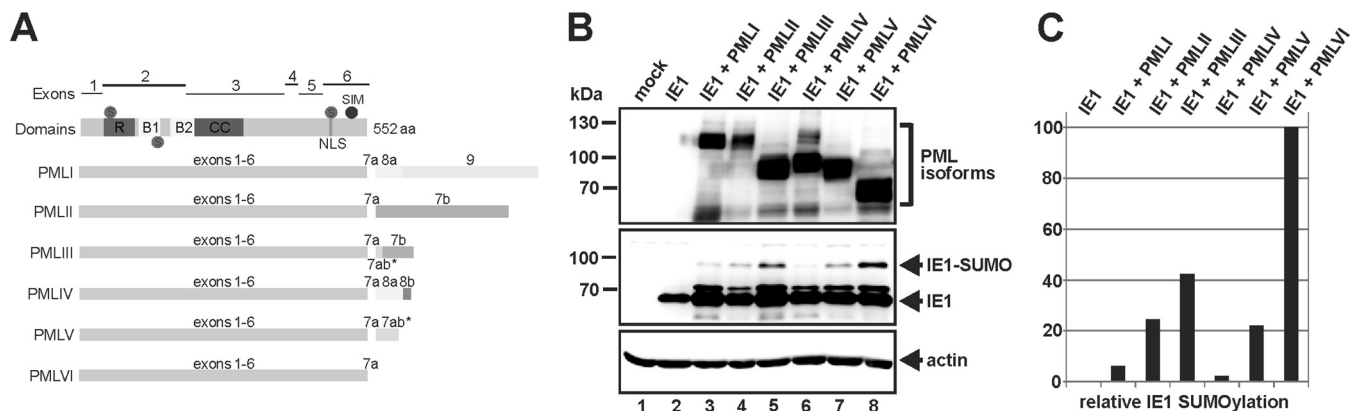 A
Exons 1 2 3 4 5 6
S S SIM
Domains R B1 B2 CC 552 aa
S NLS
PMLI exons 1-6 7a 8a 9
PMLII exons 1-6 7a 7b
PMLIII exons 1-6 7a 7b
7ab*
PMLIV exons 1-6 7a 8a 8b
PMLV exons 1-6 7a 7ab*
PMLVI exons 1-6 7a
B
mock IE1 IE1 + PMLI IE1 + PMLII IE1 + PMLIII IE1 + PMLIV IE1 + PMLV IE1 + PMLVI
kDa
130
100
70
PML
isoforms
100
70
IE1-SUMO
IE1
actin
1 2 3 4 5 6 7 8
C
IE1 IE1 + PMLI IE1 + PMLII IE1 + PMLIII IE1 + PMLIV IE1 + PMLV IE1 + PMLVI
100
80
60
40
20
0
relative IE1 SUMOylation